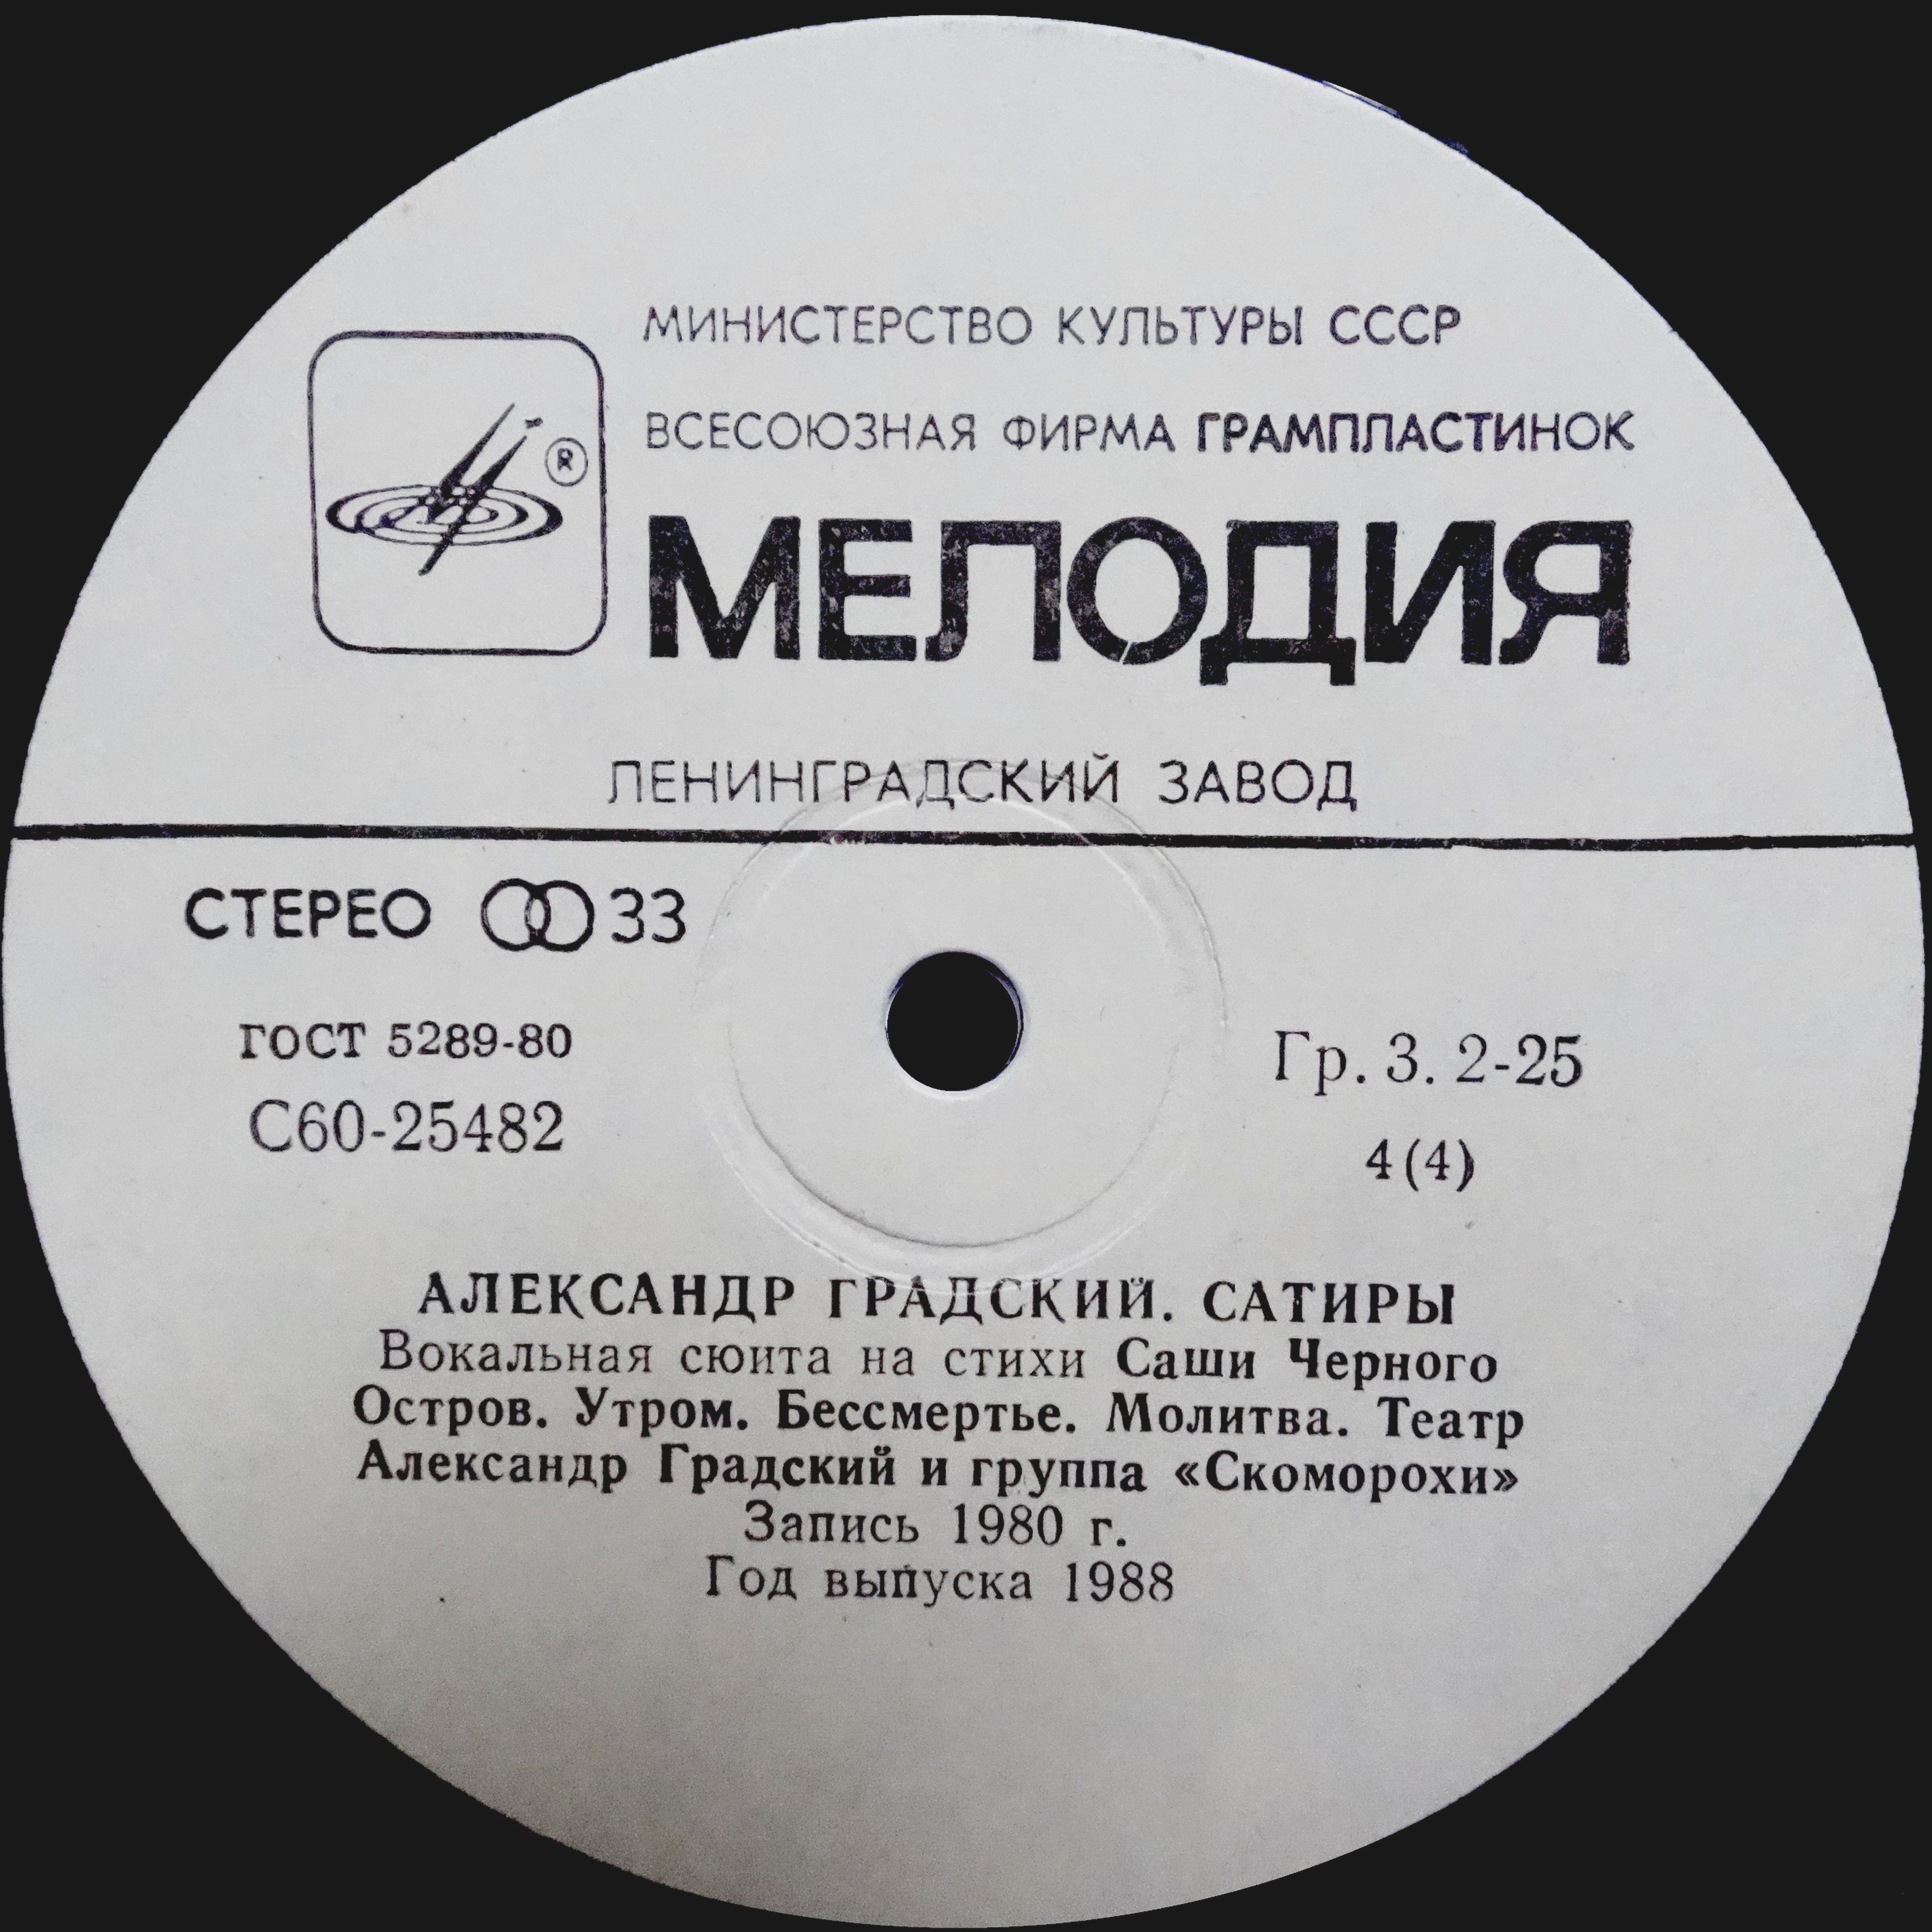 МИНИСТЕРСТВО КУЛЬТУРЫ СССР
ВСЕСОЮЗНАЯ ФИРМА ГРАМПЛАСТИНОК
®
МЕЛОДИЯ
ЛЕНИНГРАДСКИЙ ЗАВОД
СТЕРЕО 33
ГОСТ 5289-80
С60-25482
Гр. 3. 2-25
4(4)
АЛЕКСАНДР ГРАДСКИЙ. САТИРЫ
Вокальная сюита на стихи Саши Черного
Остров. Утром. Бессмертье. Молитва. Театр
Александр Градский и группа «Скоморохи»
Запись 1980 г.
Год выпуска 1988